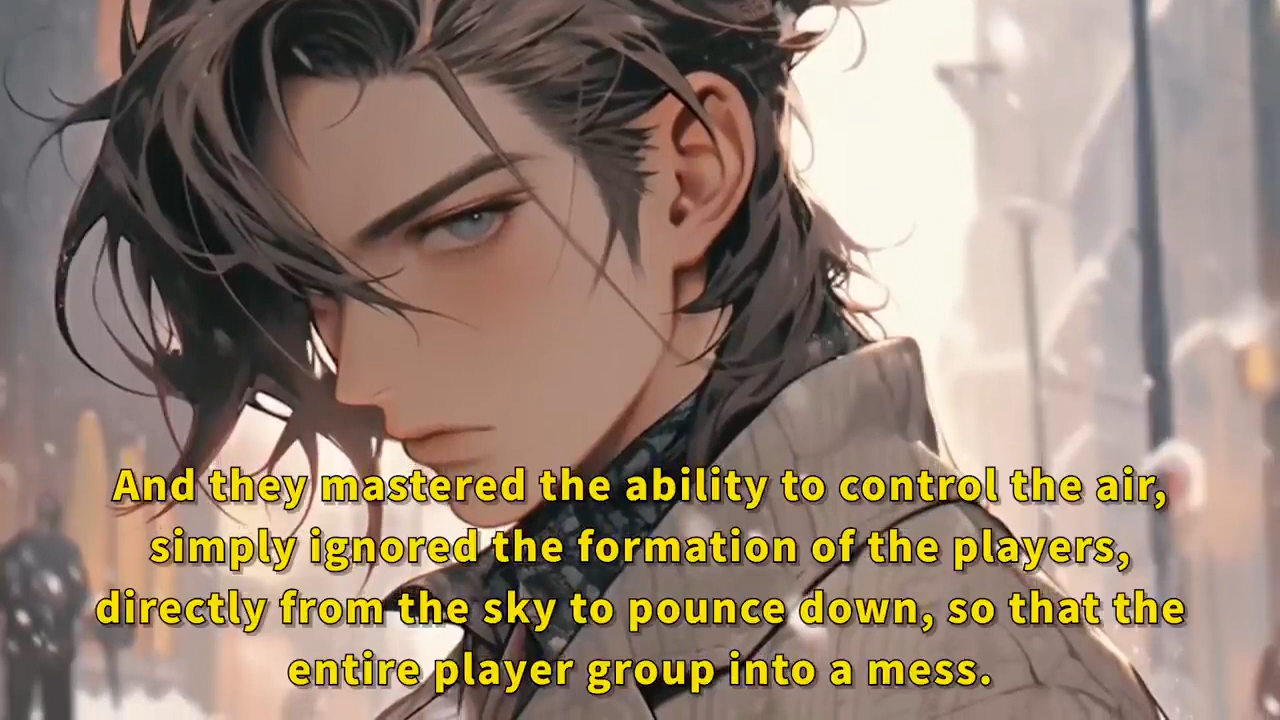 And they mastered the ability to control the air,
simply ignored the formation of the players,
directly from the sky to pounce down, so that the
entire player group into a mess.